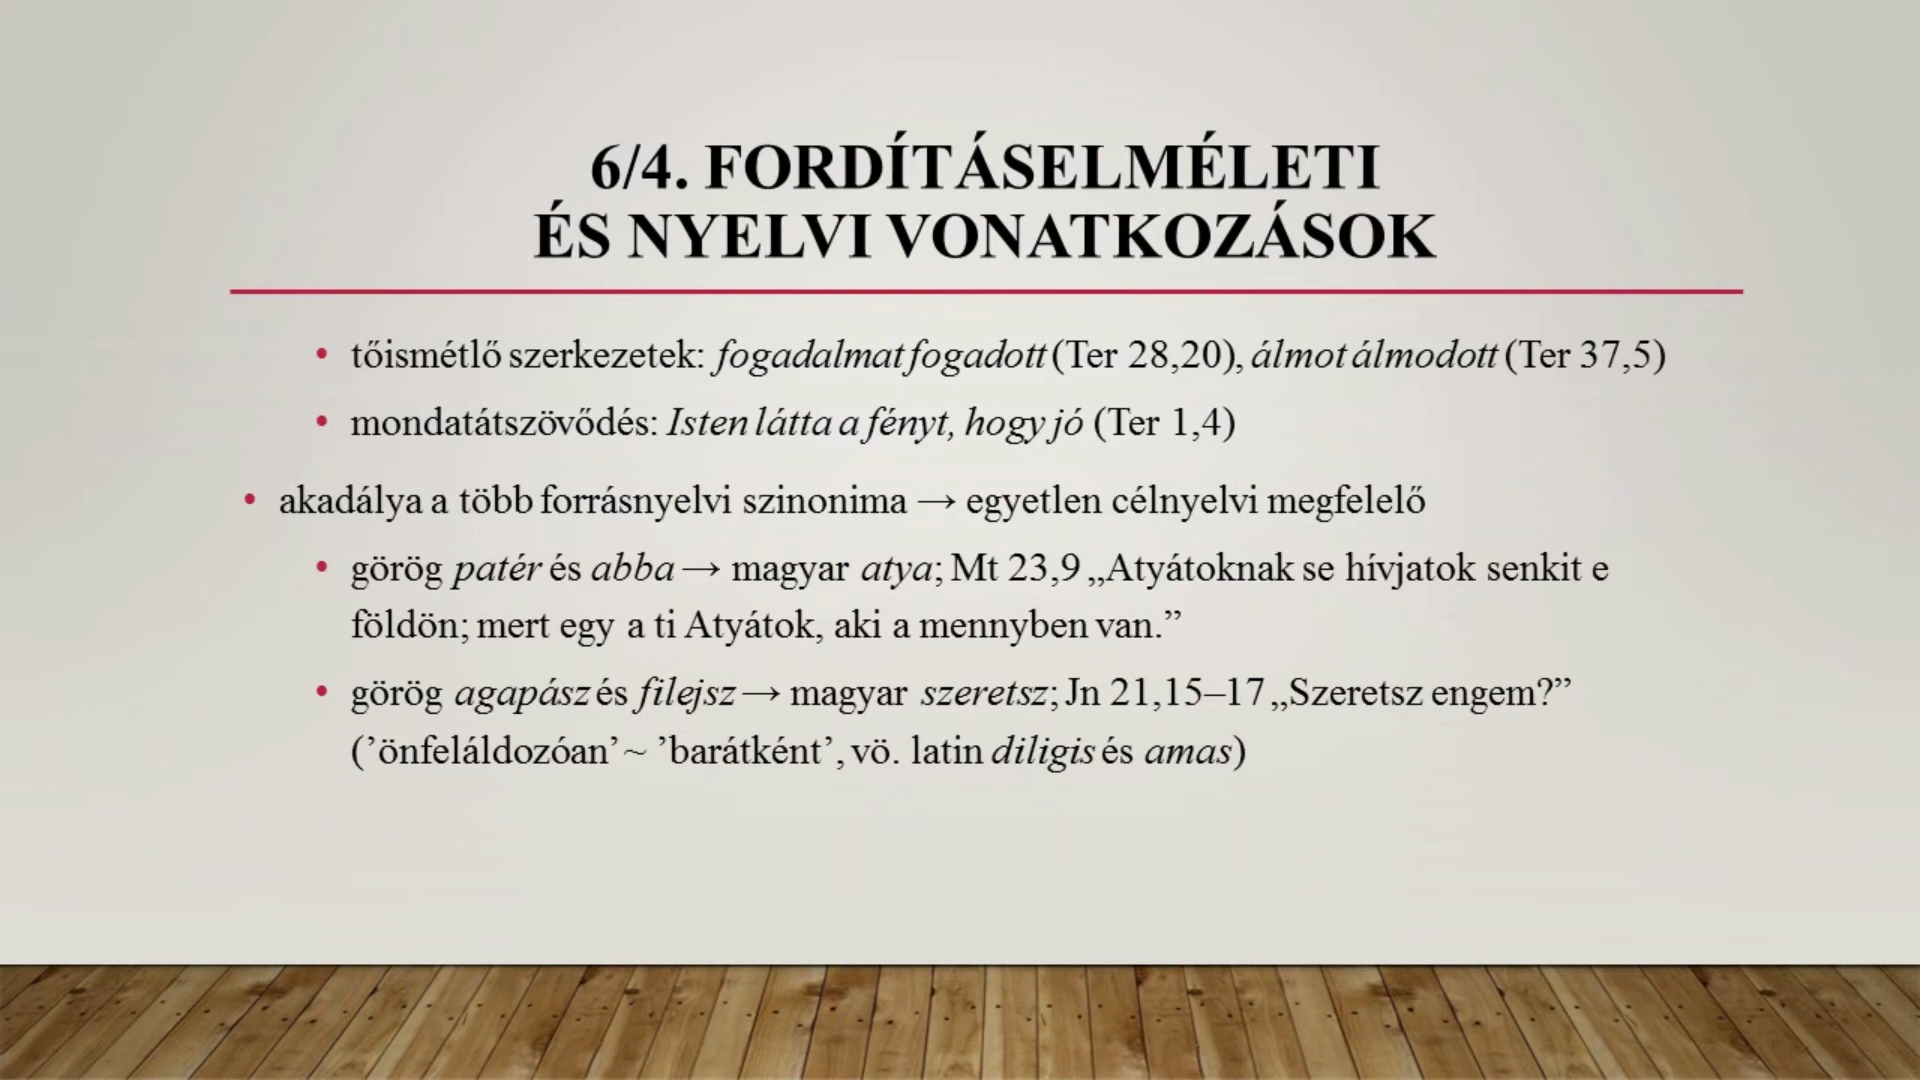 6/4. FORDÍTÁSELMÉLETI
ÉS NYELVI VONATKOZÁSOK
• tőismétlő szerkezetek: fogadalmat fogadott (Ter 28,20), álmot álmodott (Ter 37,5)
• mondatátszövődés: Isten látta a fényt, hogy jó (Ter 1,4)
• akadálya a több forrásnyelvi szinonima → egyetlen célnyelvi megfelelő
• görög patér és abba → magyar atya; Mt 23,9 „Atyátoknak se hívjatok senkit e
földön; mert egy a ti Atyátok, aki a mennyben van.”
• görög agapász és filejsz → magyar szeretsz; Jn 21,15–17 „Szeretsz engem?”
(’önfeláldozóan’ ~ ’barátként’, vö. latin diligis és amas)